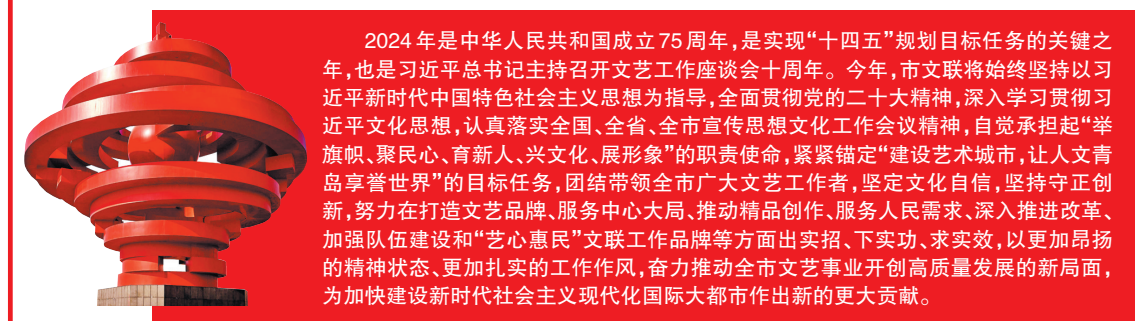 2024年是中华人民共和国成立75周年,是实现“十四五”规划目标任务的关键之
年,也是习近平总书记主持召开文艺工作座谈会十周年。今年,市文联将始终坚持以习
近平新时代中国特色社会主义思想为指导,全面贯彻党的二十大精神,深入学习贯彻习
近平文化思想,认真落实全国、全省、全市宣传思想文化工作会议精神,自觉承担起“举
旗帜、聚民心、育新人、兴文化、展形象”的职责使命,紧紧锚定“建设艺术城市,让人文青
岛享誉世界”的目标任务,团结带领全市广大文艺工作者,坚定文化自信,坚持守正创
新,努力在打造文艺品牌、服务中心大局、推动精品创作、服务人民需求、深入推进改革、
加强队伍建设和“艺心惠民”文联工作品牌等方面出实招、下实功、求实效,以更加昂扬
的精神状态、更加扎实的工作作风,奋力推动全市文艺事业开创高质量发展的新局面,
为加快建设新时代社会主义现代化国际大都市作出新的更大贡献。